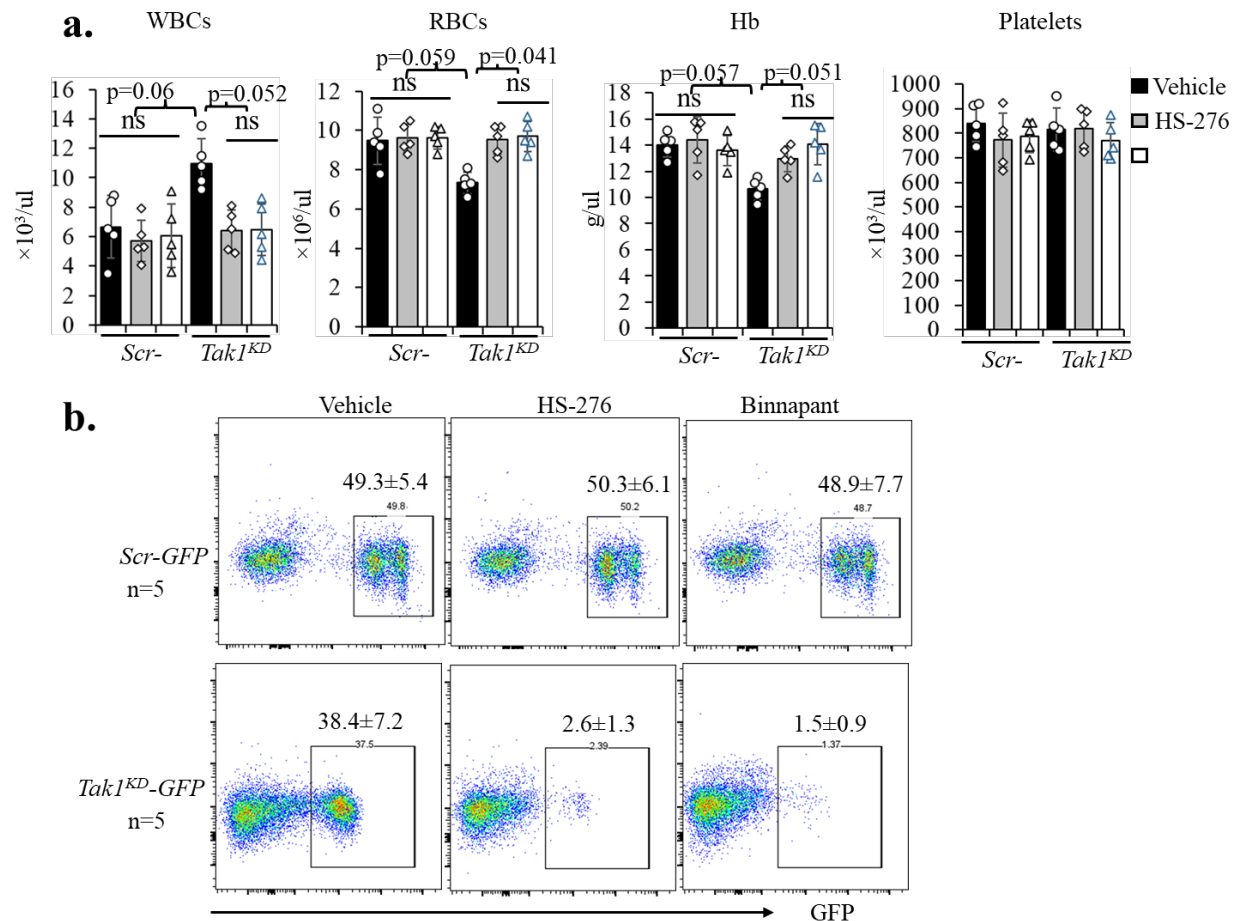 a.
WBCs RBCs Hb Platelets
p=0.06 p=0.052 p=0.059 p=0.041 p=0.057 p=0.051
ns ns ns ns ns ns
Vehicle
HS-276
×10³/ul
16
14
12
10
8
6
4
2
0
Scr- Tak1ᴷᴰ
×10⁶/ul
12
10
8
6
4
2
0
Scr- Tak1ᴷᴰ
g/ul
18
16
14
12
10
8
6
4
2
0
Scr- Tak1ᴷᴰ
×10³/ul
1000
900
800
700
600
500
400
300
200
100
0
Scr- Tak1ᴷᴰ
b.
Vehicle HS-276 Binnapant
Scr-GFP
n=5
49.3±5.4 50.3±6.1 48.9±7.7
49.8 50.2 48.7
Tak1ᴷᴰ-GFP
n=5
38.4±7.2 2.6±1.3 1.5±0.9
37.5 2.39 1.37
GFP